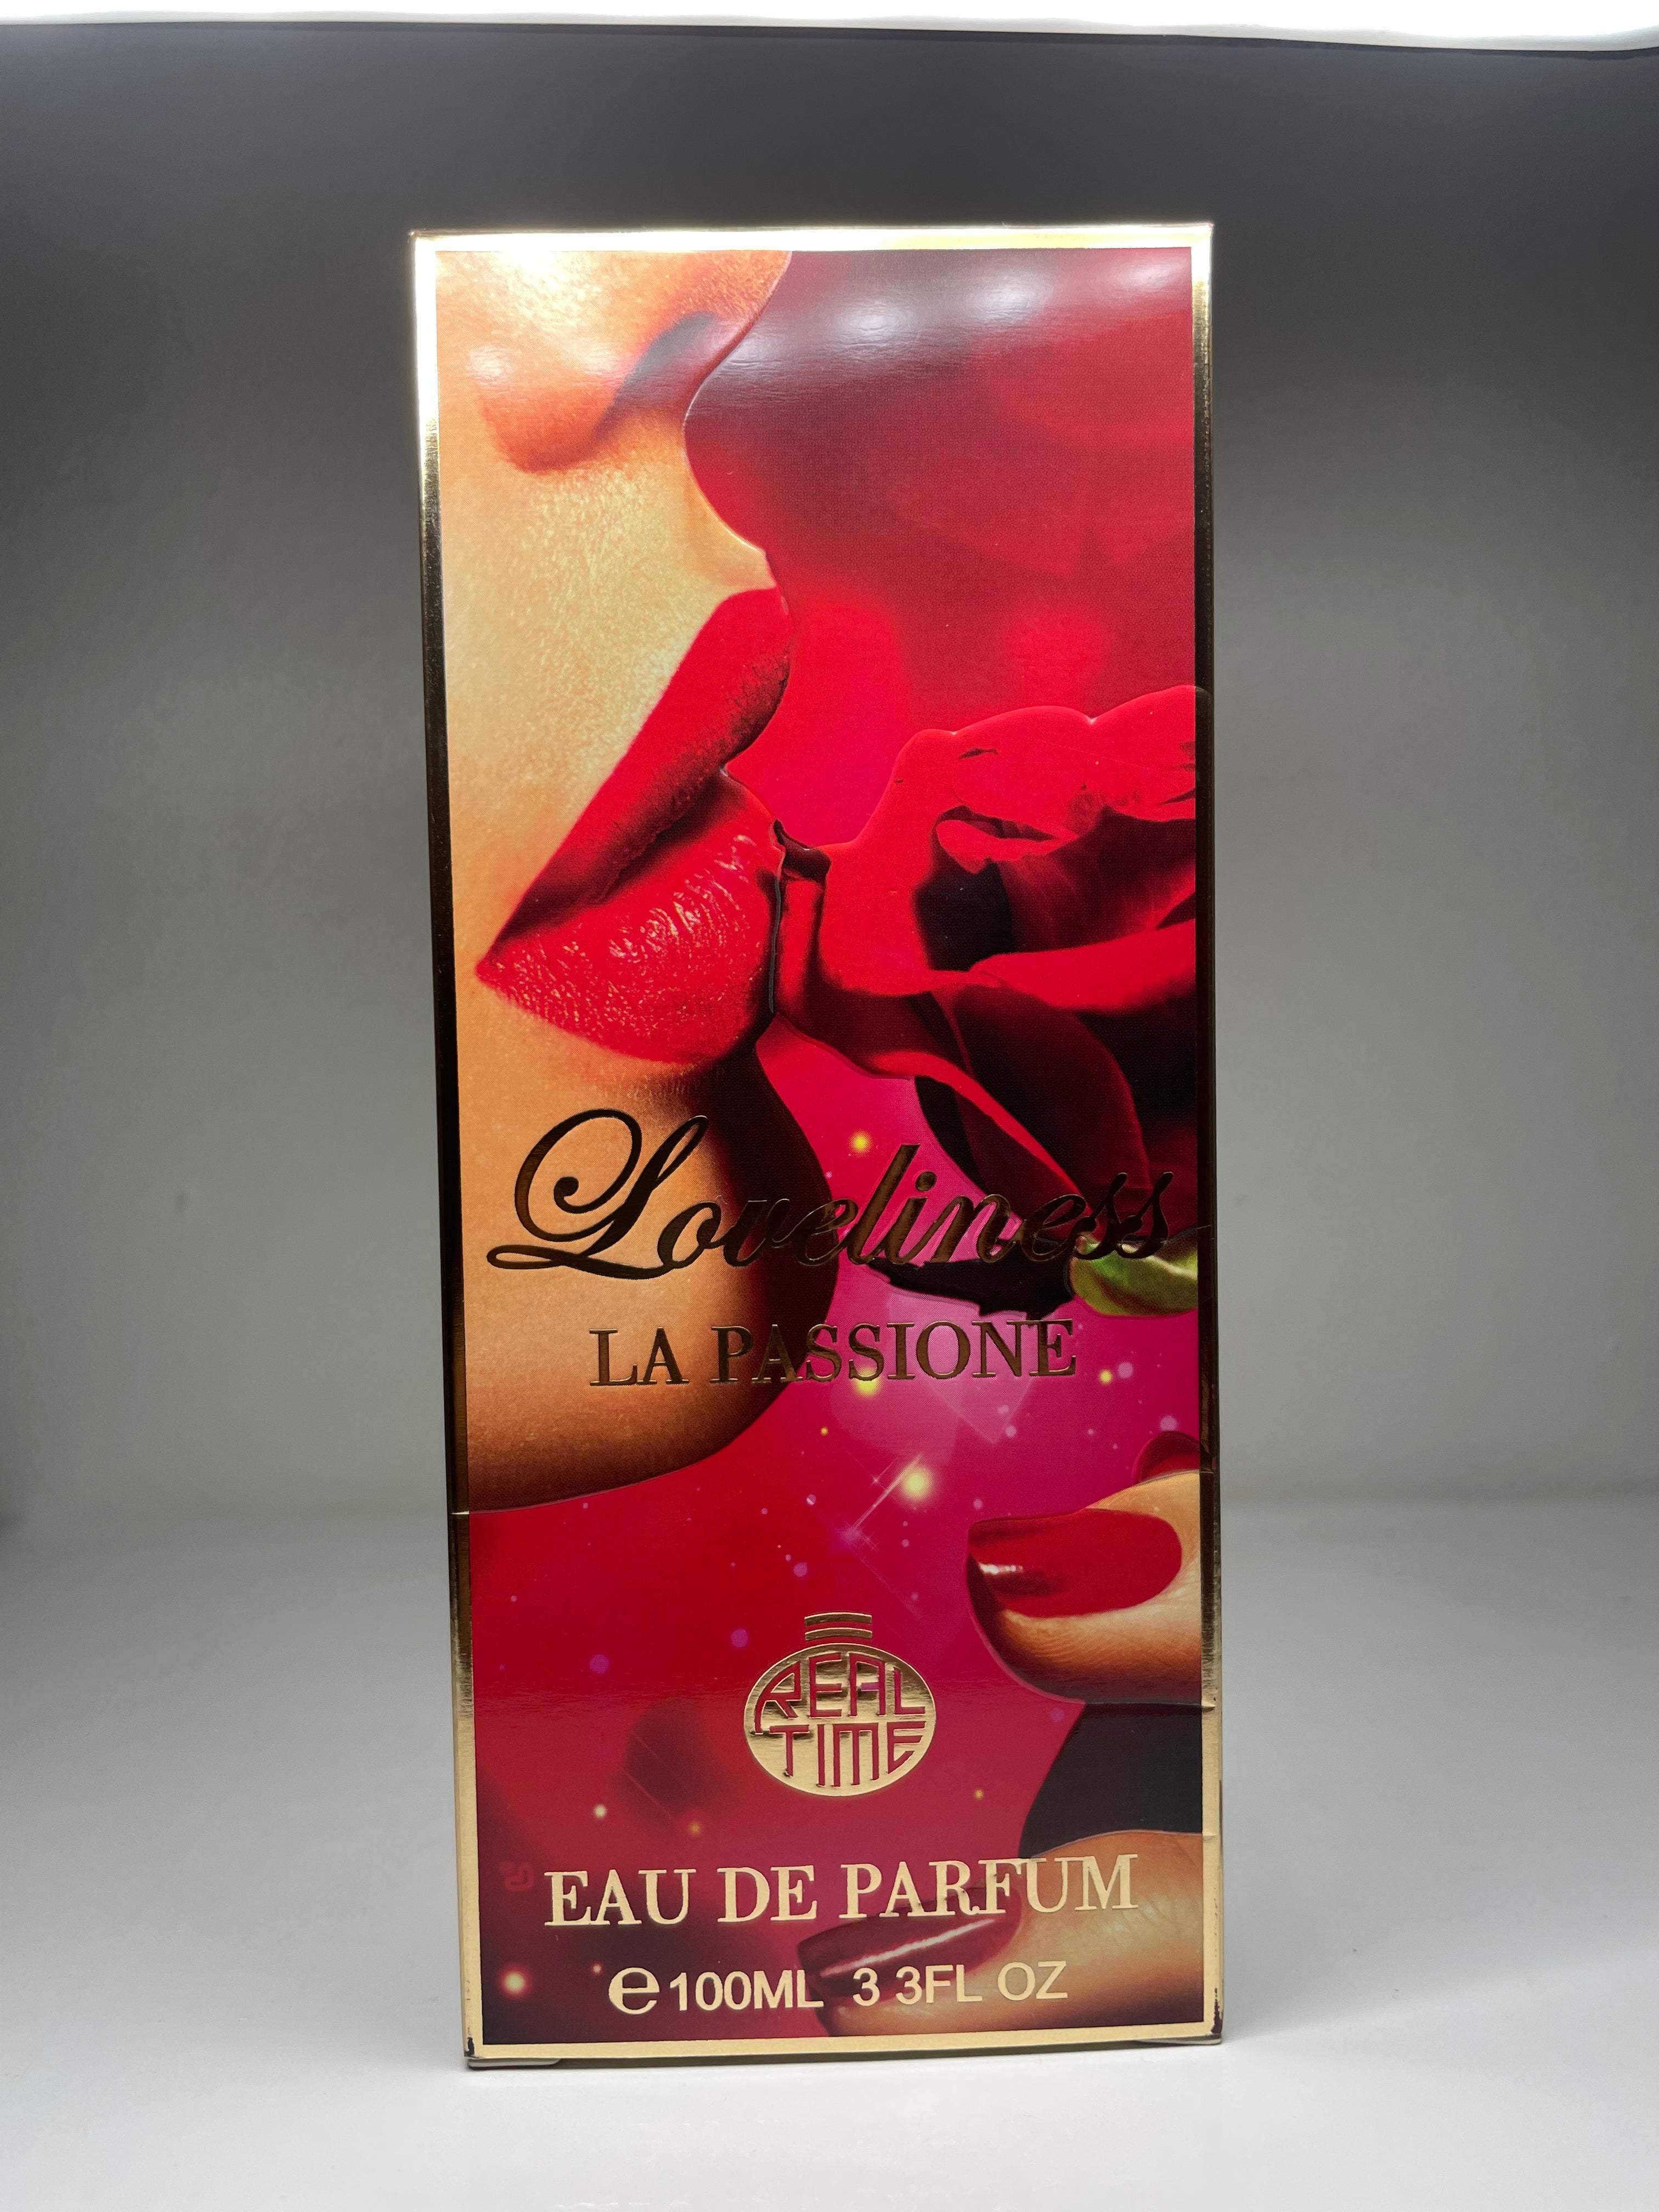 Loveliness
LA PASSIONE
REAL
TIME
EAU DE PARFUM
e 100ML 3 3FL OZ